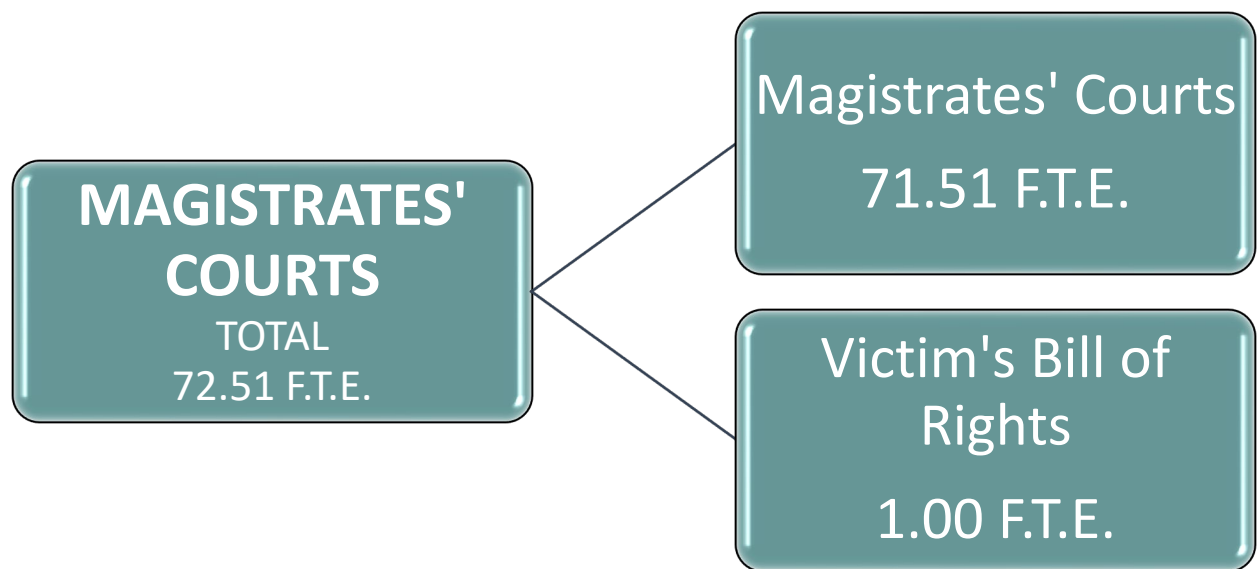 MAGISTRATES'
COURTS
TOTAL
72.51 F.T.E.
Magistrates' Courts
71.51 F.T.E.
Victim's Bill of
Rights
1.00 F.T.E.